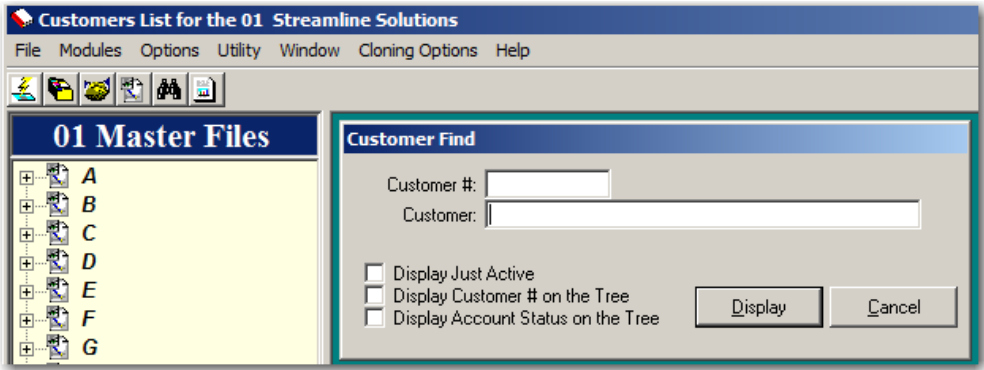 Customers List for the 01 Streamline Solutions
File Modules Options Utility Window Cloning Options Help
01 Master Files
A
B
C
D
E
F
G
Customer Find
Customer #:
Customer:
Display Just Active
Display Customer # on the Tree
Display Account Status on the Tree
Display
Cancel